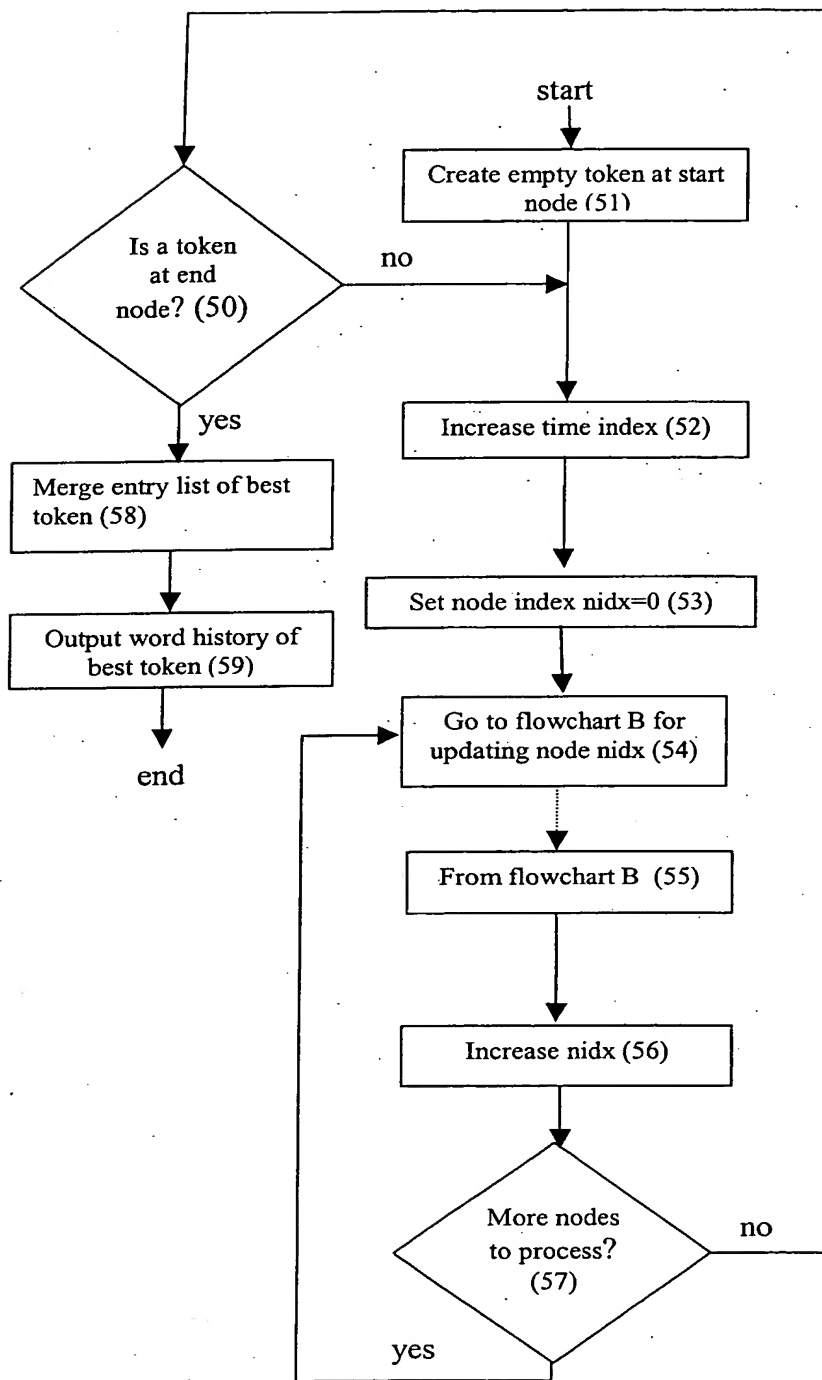 start
Create empty token at start
node (51)
Is a token
at end
node? (50)
no
yes
Increase time index (52)
Merge entry list of best
token (58)
Set node index nidx=0 (53)
Output word history of
best token (59)
Go to flowchart B for
updating node nidx (54)
end
From flowchart B (55)
Increase nidx (56)
More nodes
to process?
(57)
no
yes